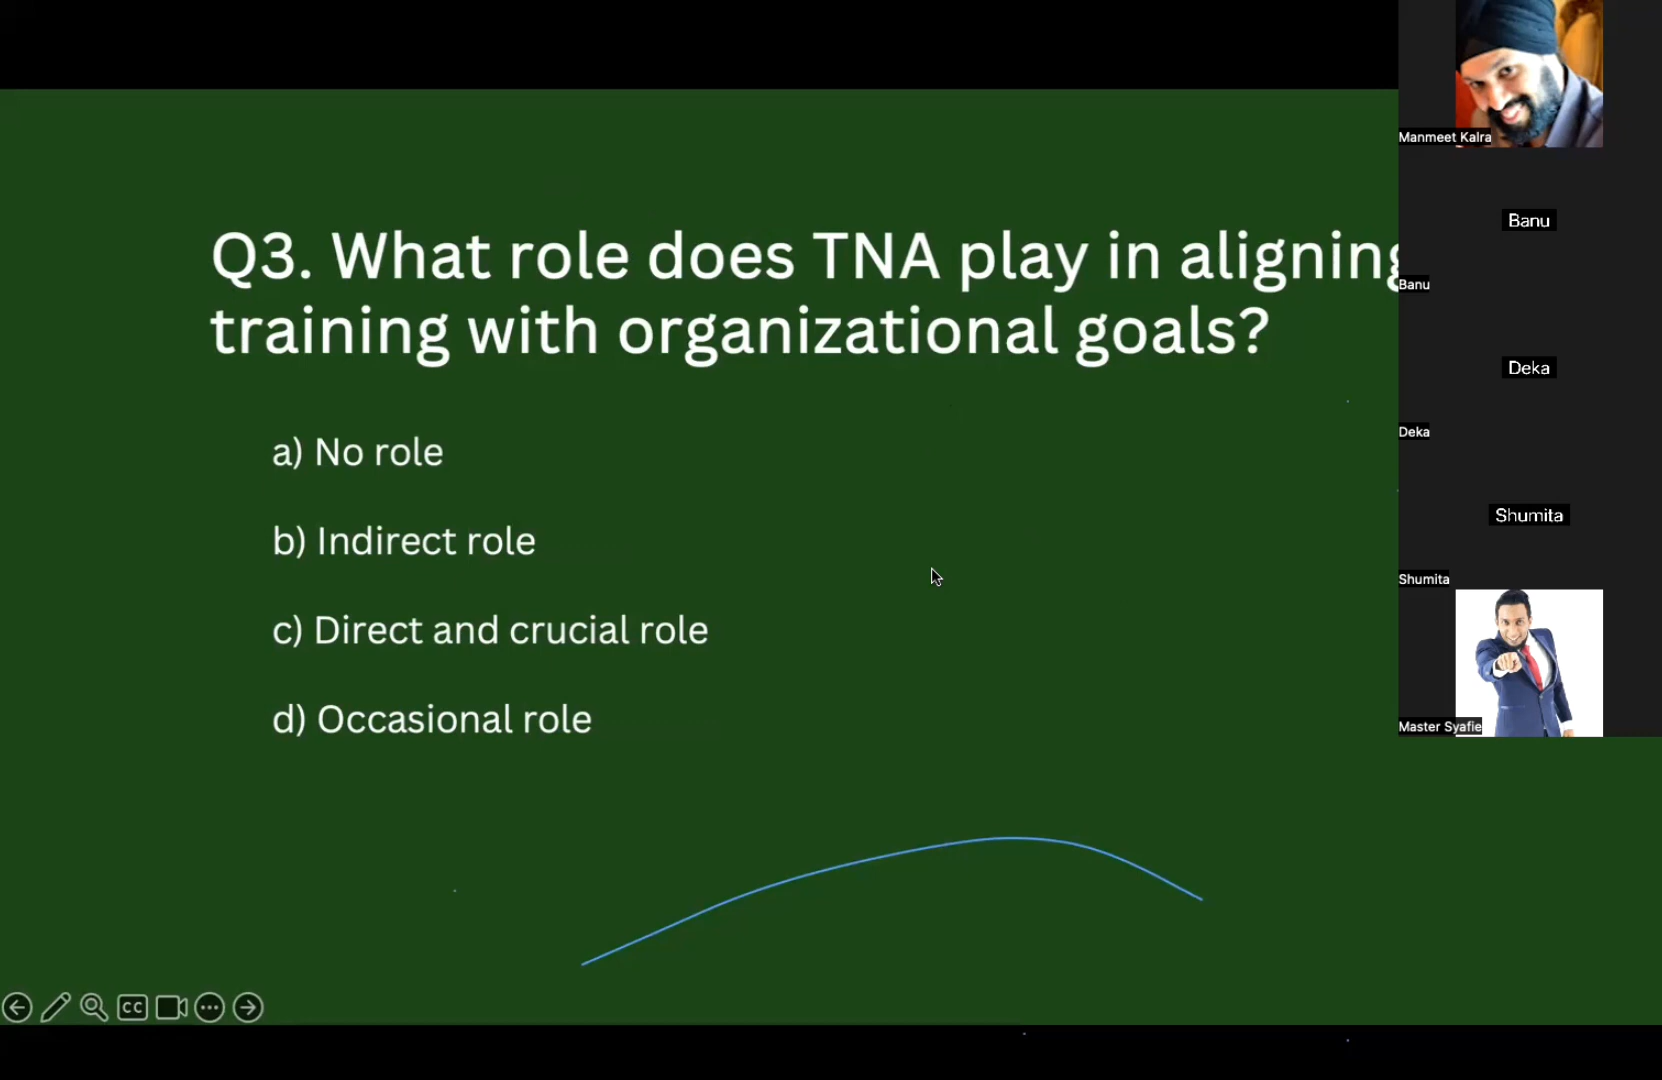 Q3. What role does TNA play in aligning
training with organizational goals?
a) No role
b) Indirect role
c) Direct and crucial role
d) Occasional role
CC
Manmeet Kalra
Banu
Banu
Deka
Deka
Shumita
Shumita
Master Syafie